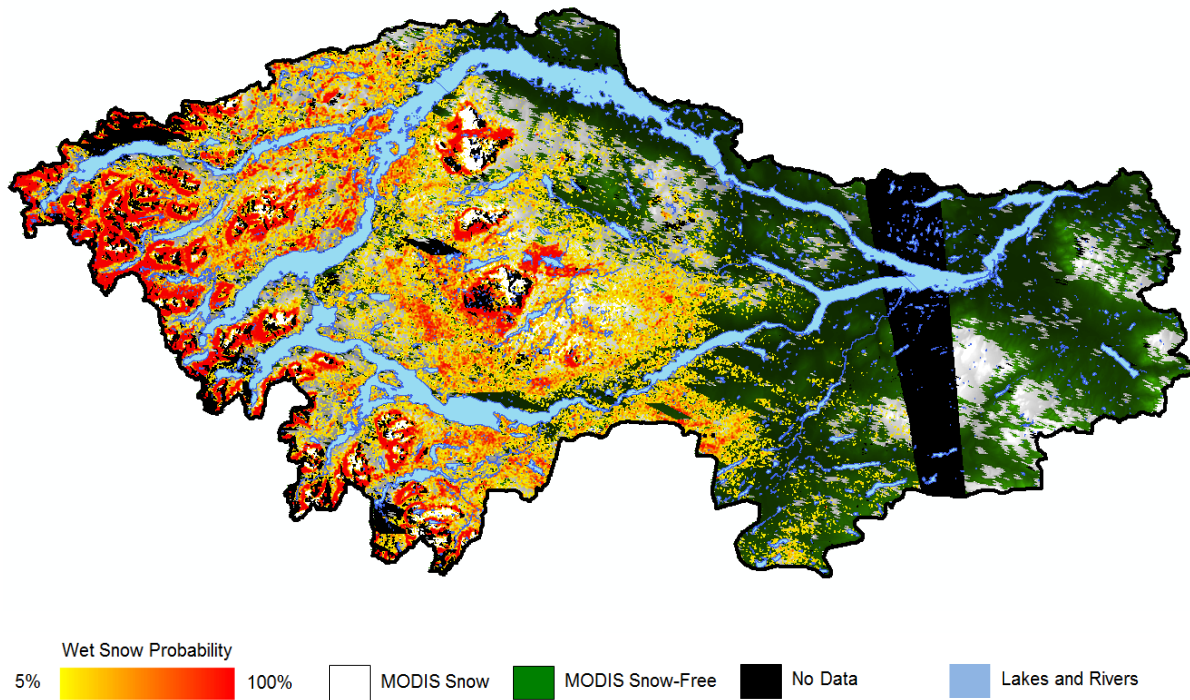 Wet Snow Probability
5% 100% MODIS Snow MODIS Snow-Free No Data Lakes and Rivers